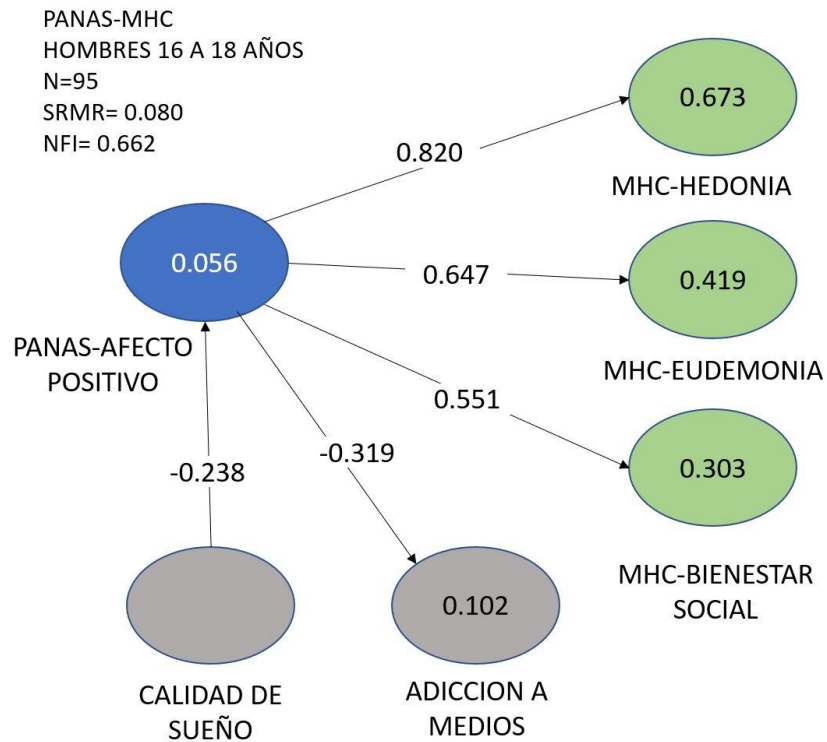 PANAS-MHC
HOMBRES 16 A 18 AÑOS
N=95
SRMR= 0.080
NFI= 0.662
0.673
0.820
MHC-HEDONIA
0.056
0.647
0.419
PANAS-AFECTO
POSITIVO
MHC-EUDEMONIA
0.551
-0.238
-0.319
0.303
MHC-BIENESTAR
SOCIAL
0.102
CALIDAD DE
SUEÑO
ADICCION A
MEDIOS